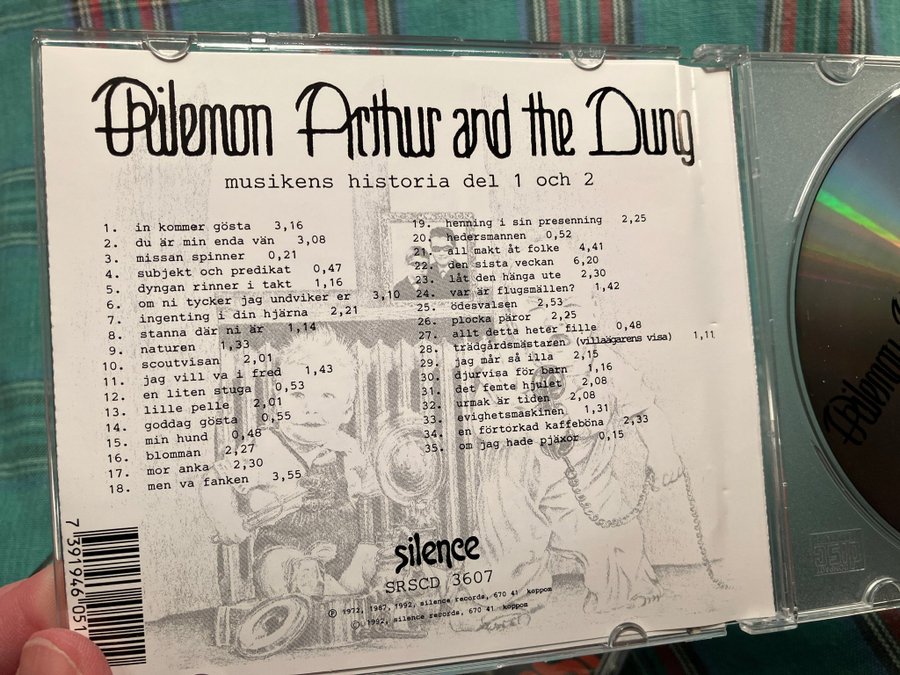 Philemon Arthur and the Dung
musikens historia del 1 och 2
1. in kommer gösta 3,16
2. du är min enda vän 3,08
3. missan spinner 0,21
4. subjekt och predikat 0,47
5. dyngan rinner i takt 1,16
6. om ni tycker jag undviker er 3,10
7. ingenting i din hjärna 2,21
8. stanna där ni är 1,14
9. naturen 1,33
10. scoutvisan 2,01
11. jag vill va i fred 1,43
12. en liten stuga 0,53
13. lille pelle 2,01
14. goddag gösta 0,55
15. min hund 0,48
16. blomman 2,27
17. mor anka 2,30
18. men va fanken 3,55
19. henning i sin presenning 2,25
20. hedersmannen 0,52
21. all makt åt folke 4,41
22. den sista veckan 6,20
23. låt den hänga ute 2,30
24. var är flugsmällen? 1,42
25. ödesvalsen 2,53
26. plocka päror 2,25
27. allt detta heter fille 0,48
28. trädgårdsmästaren (villaägarens visa) 1,11
29. jag mår så illa 2,15
30. djurvisa för barn 1,16
31. det femte hjulet 2,08
32. urmak är tiden 2,08
33. evighetsmaskinen 1,31
34. en förtorkad kaffeböna 2,33
35. om jag hade pjäxor 0,15
silence
SRSCD 3607
℗ 1972, 1987, 1992, silence records, 670 41 koppom
© 1992, silence records, 670 41 koppom
7 391946 05